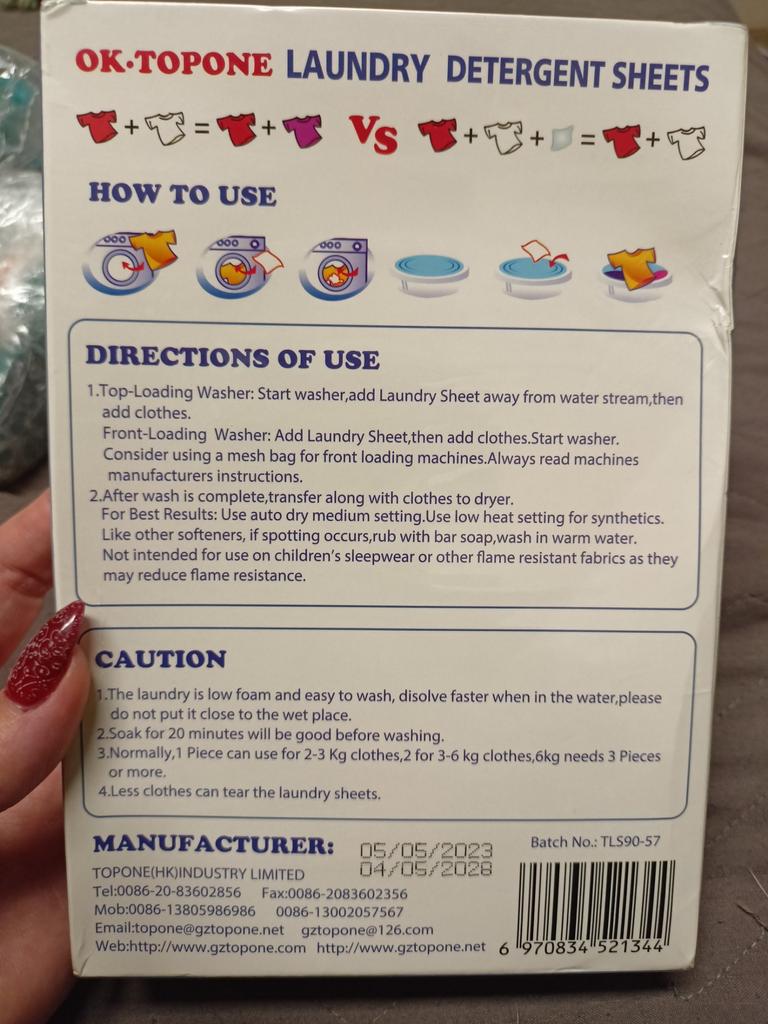 OK·TOPONE LAUNDRY DETERGENT SHEETS
+ = + VS + + = +
HOW TO USE
DIRECTIONS OF USE
1.Top-Loading Washer: Start washer,add Laundry Sheet away from water stream,then
add clothes.
Front-Loading Washer: Add Laundry Sheet,then add clothes.Start washer.
Consider using a mesh bag for front loading machines.Always read machines
manufacturers instructions.
2.After wash is complete,transfer along with clothes to dryer.
For Best Results: Use auto dry medium setting.Use low heat setting for synthetics.
Like other softeners, if spotting occurs,rub with bar soap,wash in warm water.
Not intended for use on children's sleepwear or other flame resistant fabrics as they
may reduce flame resistance.
CAUTION
1.The laundry is low foam and easy to wash, disolve faster when in the water,please
do not put it close to the wet place.
2.Soak for 20 minutes will be good before washing.
3.Normally,1 Piece can use for 2-3 Kg clothes,2 for 3-6 kg clothes,6kg needs 3 Pieces
or more.
4.Less clothes can tear the laundry sheets.
MANUFACTURER:
05/05/2023
04/05/2028
Batch No.: TLS90-57
TOPONE(HK)INDUSTRY LIMITED
Tel:0086-20-83602856 Fax:0086-2083602356
Mob:0086-13805986986 0086-13002057567
Email:topone@gztopone.net gztopone@126.com
Web:http://www.gztopone.com http://www.gztopone.net
6 970834 521344